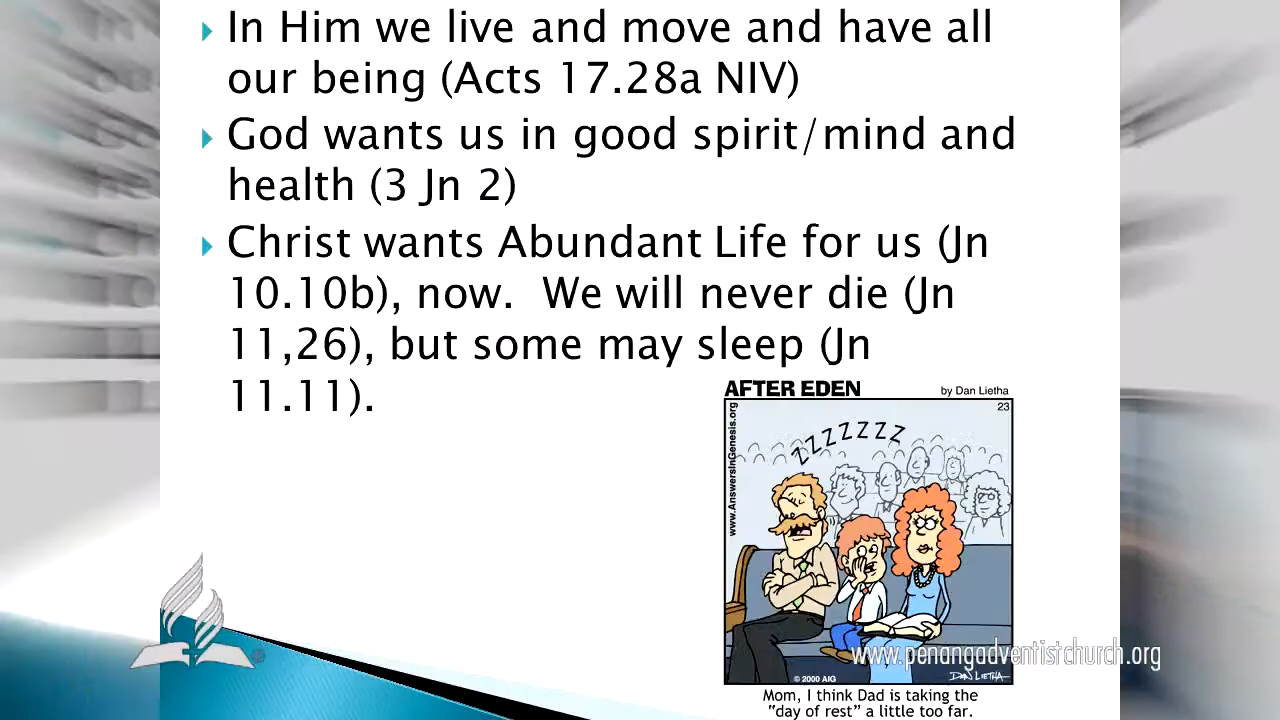 In Him we live and move and have all
our being (Acts 17.28a NIV)
God wants us in good spirit/mind and
health (3 Jn 2)
Christ wants Abundant Life for us (Jn
10.10b), now.  We will never die (Jn
11,26), but some may sleep (Jn
11.11).
AFTER EDEN
by Dan Lietha
23
www.AnswersInGenesis.org
ZZZZZZZ
© 2000 AIG
DAN LIETHA
www.penangadventistchurch.org
Mom, I think Dad is taking the
“day of rest” a little too far.